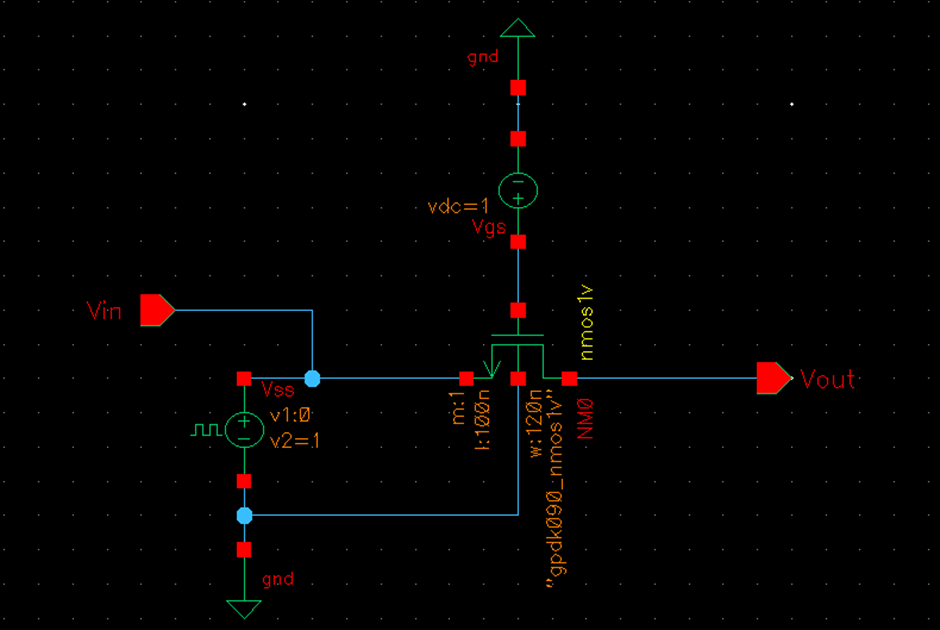 gnd
vdc=1
Vgs
nmos1v
Vin
Vout
Vss
v1:0
v2=1
m:1
l:100n
w:120n
"gpdk090_nmos1v"
NM0
gnd